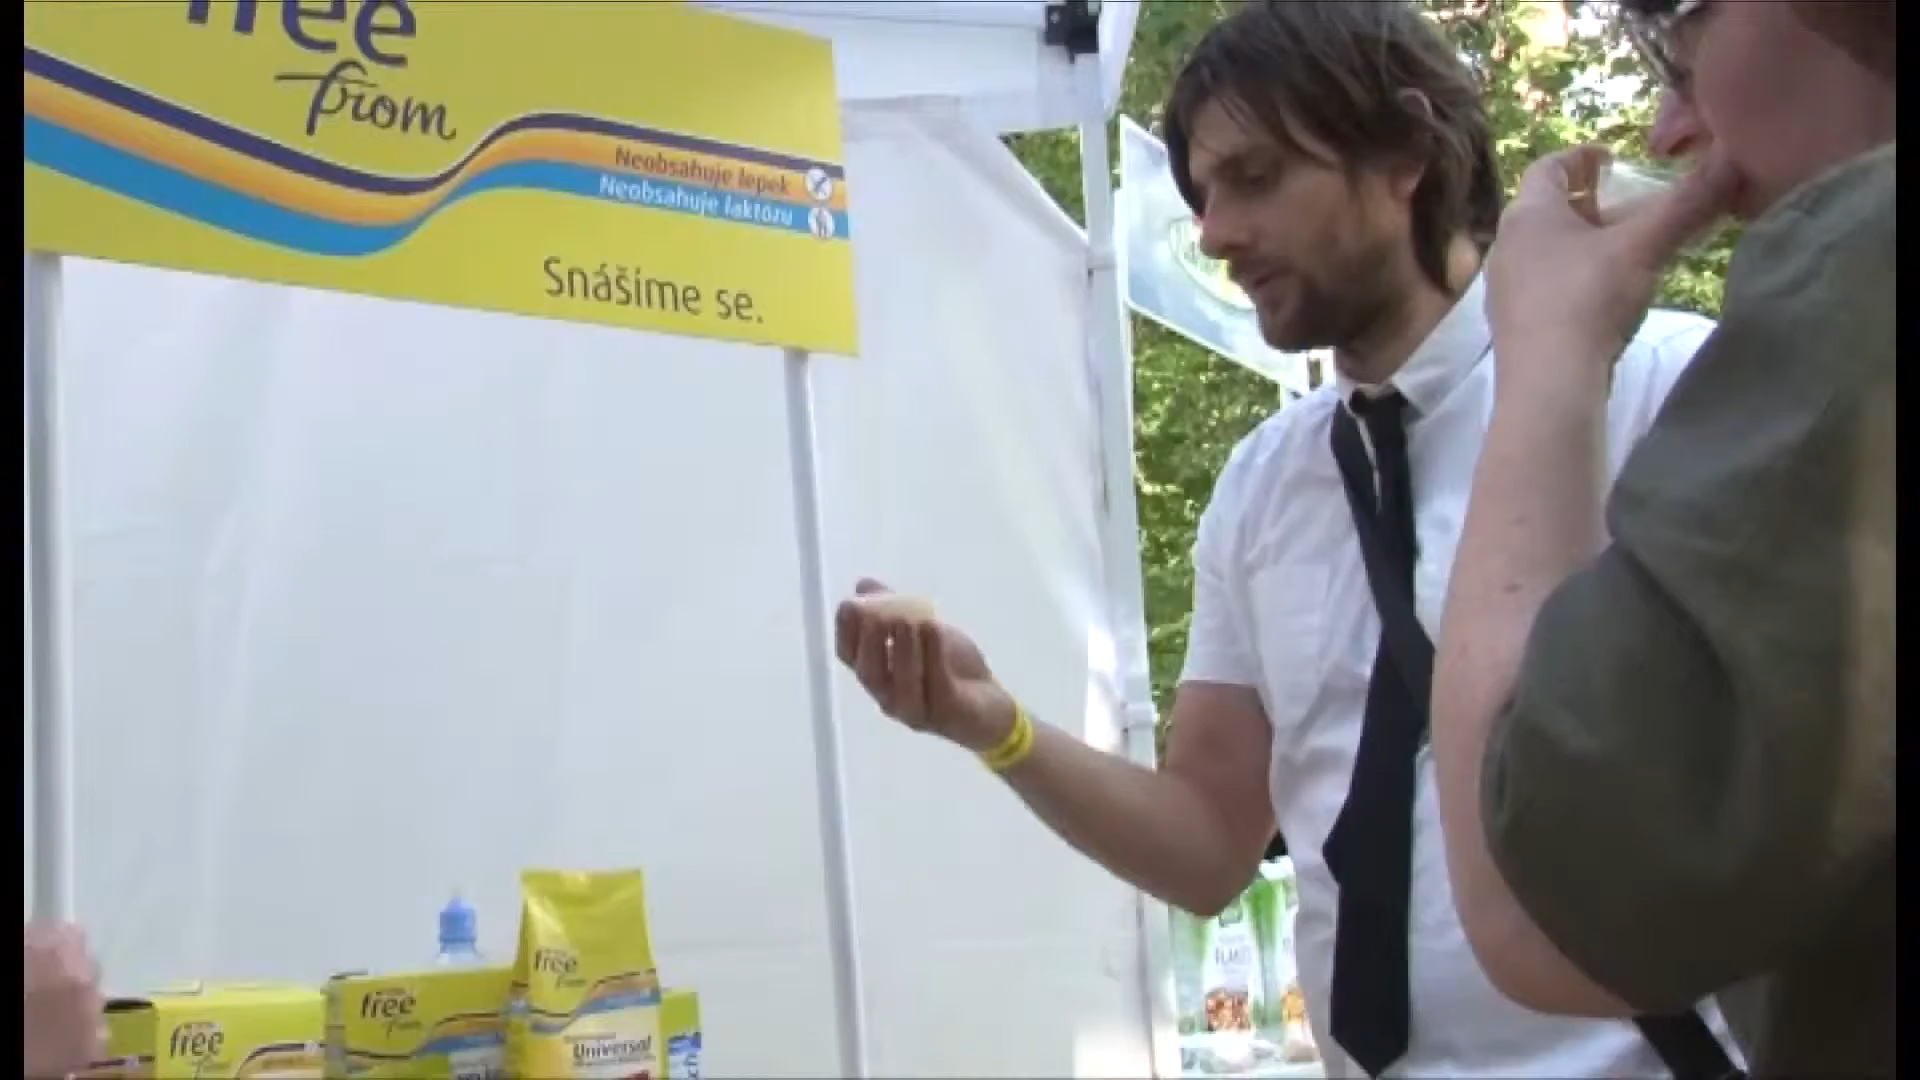 free
from
Neobsahuje lepek
Neobsahuje laktózu
Snášíme se.
free
from
Universal
free
from
free
from